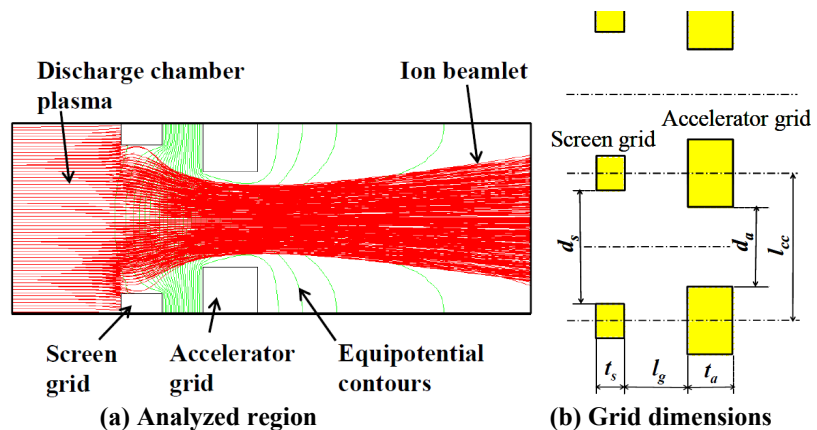 Discharge chamber
plasma
Ion beamlet
Screen
grid
Accelerator
grid
Equipotential
contours
(a) Analyzed region
Accelerator grid
Screen grid
d_s
d_a
l_cc
t_s
l_g
t_a
(b) Grid dimensions